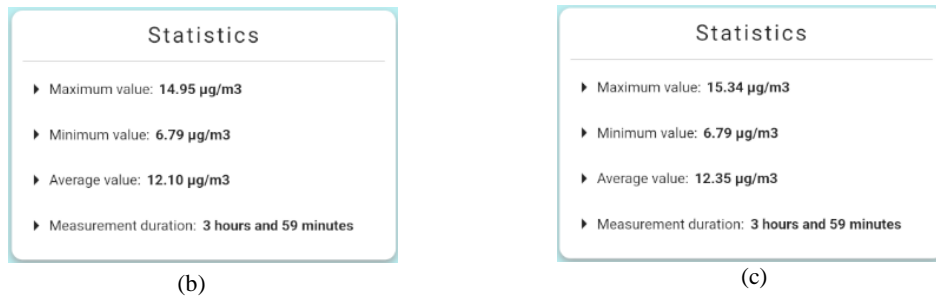 Statistics
Maximum value: 14.95 µg/m3
Minimum value: 6.79 µg/m3
Average value: 12.10 µg/m3
Measurement duration: 3 hours and 59 minutes
(b)
Statistics
Maximum value: 15.34 µg/m3
Minimum value: 6.79 µg/m3
Average value: 12.35 µg/m3
Measurement duration: 3 hours and 59 minutes
(c)